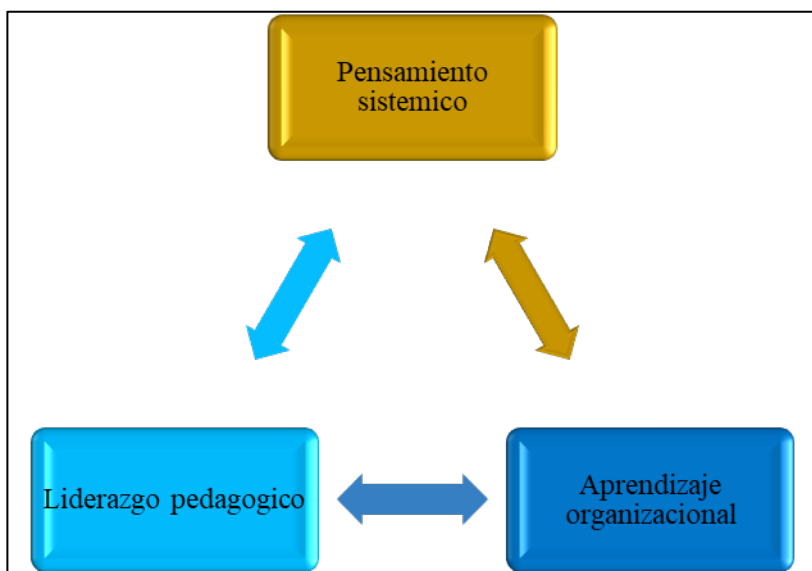 Pensamiento
sistemico
Liderazgo pedagogico
Aprendizaje
organizacional